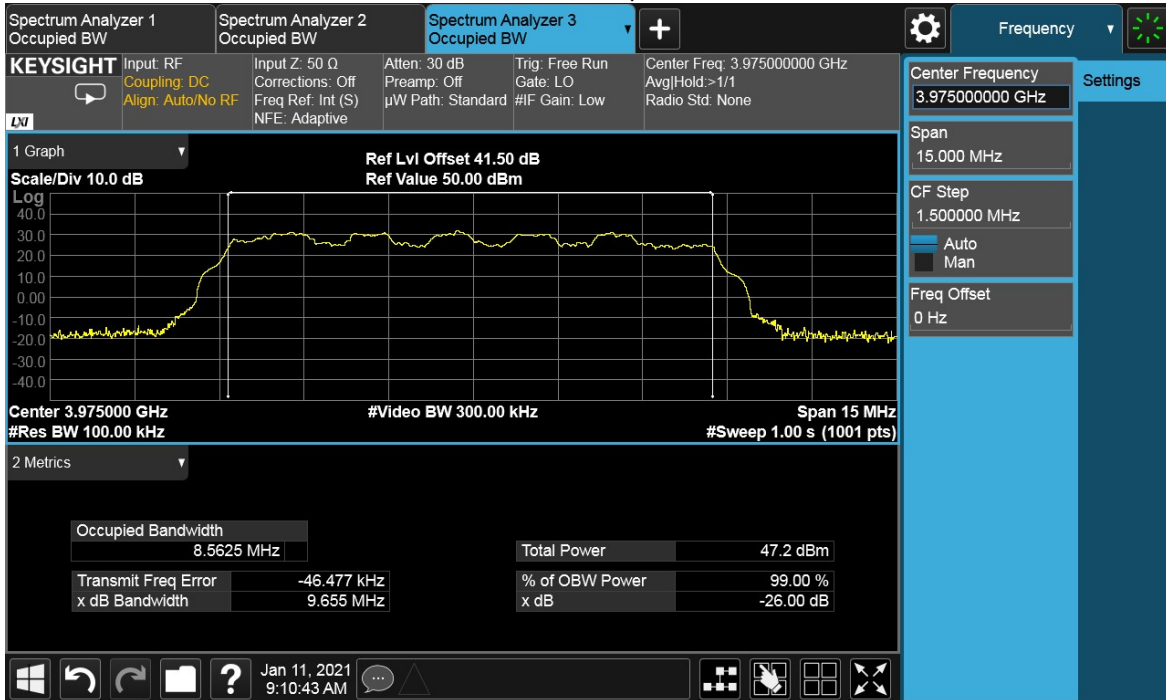 Spectrum Analyzer 1
Occupied BW
Spectrum Analyzer 2
Occupied BW
Spectrum Analyzer 3
Occupied BW
Frequency
KEYSIGHT
LXI
Input: RF
Coupling: DC
Align: Auto/No RF
Input Z: 50 Ω
Corrections: Off
Freq Ref: Int (S)
NFE: Adaptive
Atten: 30 dB
Preamp: Off
µW Path: Standard
Trig: Free Run
Gate: LO
#IF Gain: Low
Center Freq: 3.975000000 GHz
Avg|Hold:>1/1
Radio Std: None
Center Frequency
3.975000000 GHz
Settings
Span
15.000 MHz
CF Step
1.500000 MHz
Auto
Man
Freq Offset
0 Hz
1 Graph
Scale/Div 10.0 dB
Ref Lvl Offset 41.50 dB
Ref Value 50.00 dBm
Log
40.0
30.0
20.0
10.0
0.00
-10.0
-20.0
-30.0
-40.0
Center 3.975000 GHz
#Res BW 100.00 kHz
#Video BW 300.00 kHz
Span 15 MHz
#Sweep 1.00 s (1001 pts)
2 Metrics
Occupied Bandwidth
8.5625 MHz
Total Power 47.2 dBm
Transmit Freq Error -46.477 kHz
% of OBW Power 99.00 %
x dB Bandwidth 9.655 MHz
x dB -26.00 dB
?
Jan 11, 2021
9:10:43 AM